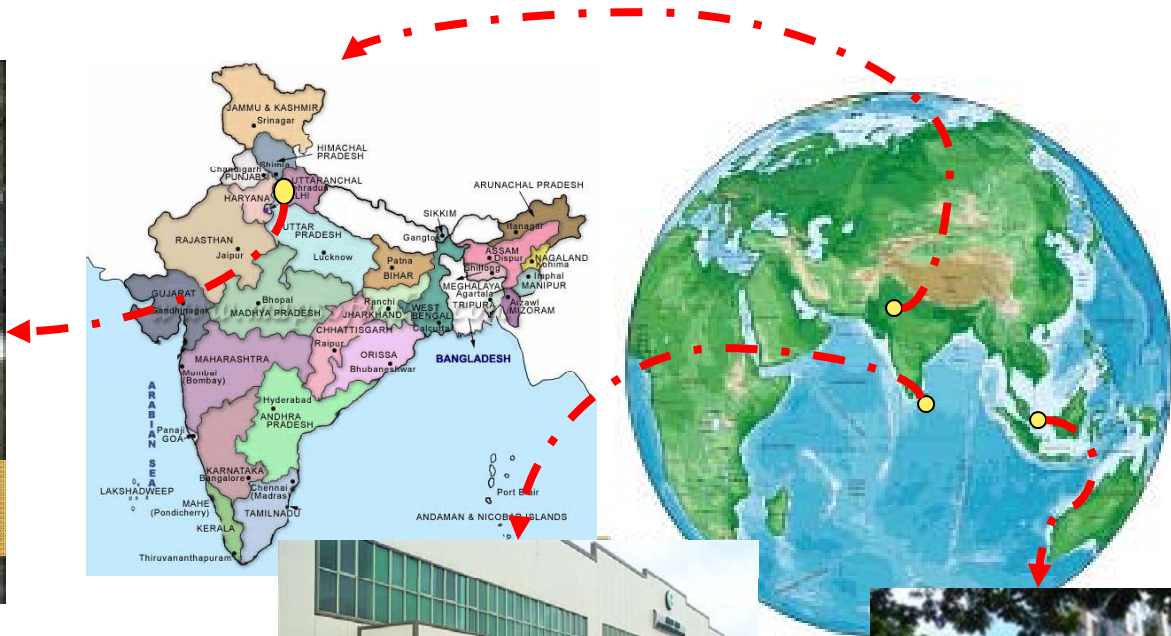 JAMMU & KASHMIR
Srinagar
HIMACHAL
PRADESH
Shimla
Chandigarh
PUNJAB
UTTARANCHAL
HARYANA
ARUNACHAL PRADESH
SIKKIM
Gangtok
Itanagar
UTTAR
PRADESH
RAJASTHAN
Jaipur
Lucknow
Patna
BIHAR
ASSAM
Dispur
NAGALAND
Kohima
Shillong
Imphal
MANIPUR
MEGHALAYA
Agartala
TRIPURA
Aizawl
MIZORAM
GUJARAT
Gandhinagar
Bhopal
MADHYA PRADESH
Ranchi
JHARKHAND
WEST
BENGAL
Calcutta
CHHATTISGARH
Raipur
BANGLADESH
ORISSA
Bhubaneshwar
MAHARASHTRA
Mumbai
(Bombay)
ARABIAN SEA
Hyderabad
ANDHRA
PRADESH
Panaji
GOA
KARNATAKA
Bangalore
Chennai
(Madras)
LAKSHADWEEP
MAHE
(Pondicherry)
TAMILNADU
KERALA
Thiruvananthapuram
Port Blair
ANDAMAN & NICOBAR ISLANDS